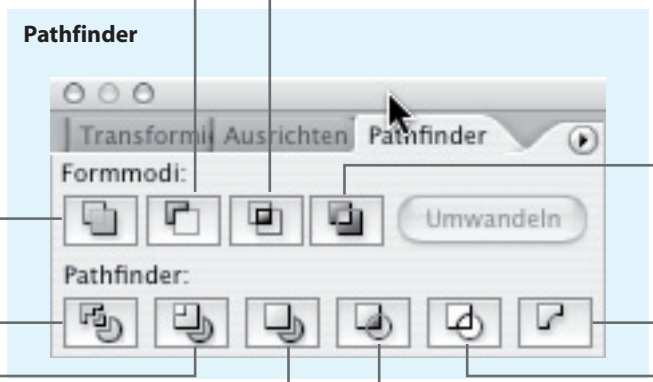 Pathfinder
Transformi Ausrichten Pathfinder
Formmodi:
Umwandeln
Pathfinder: